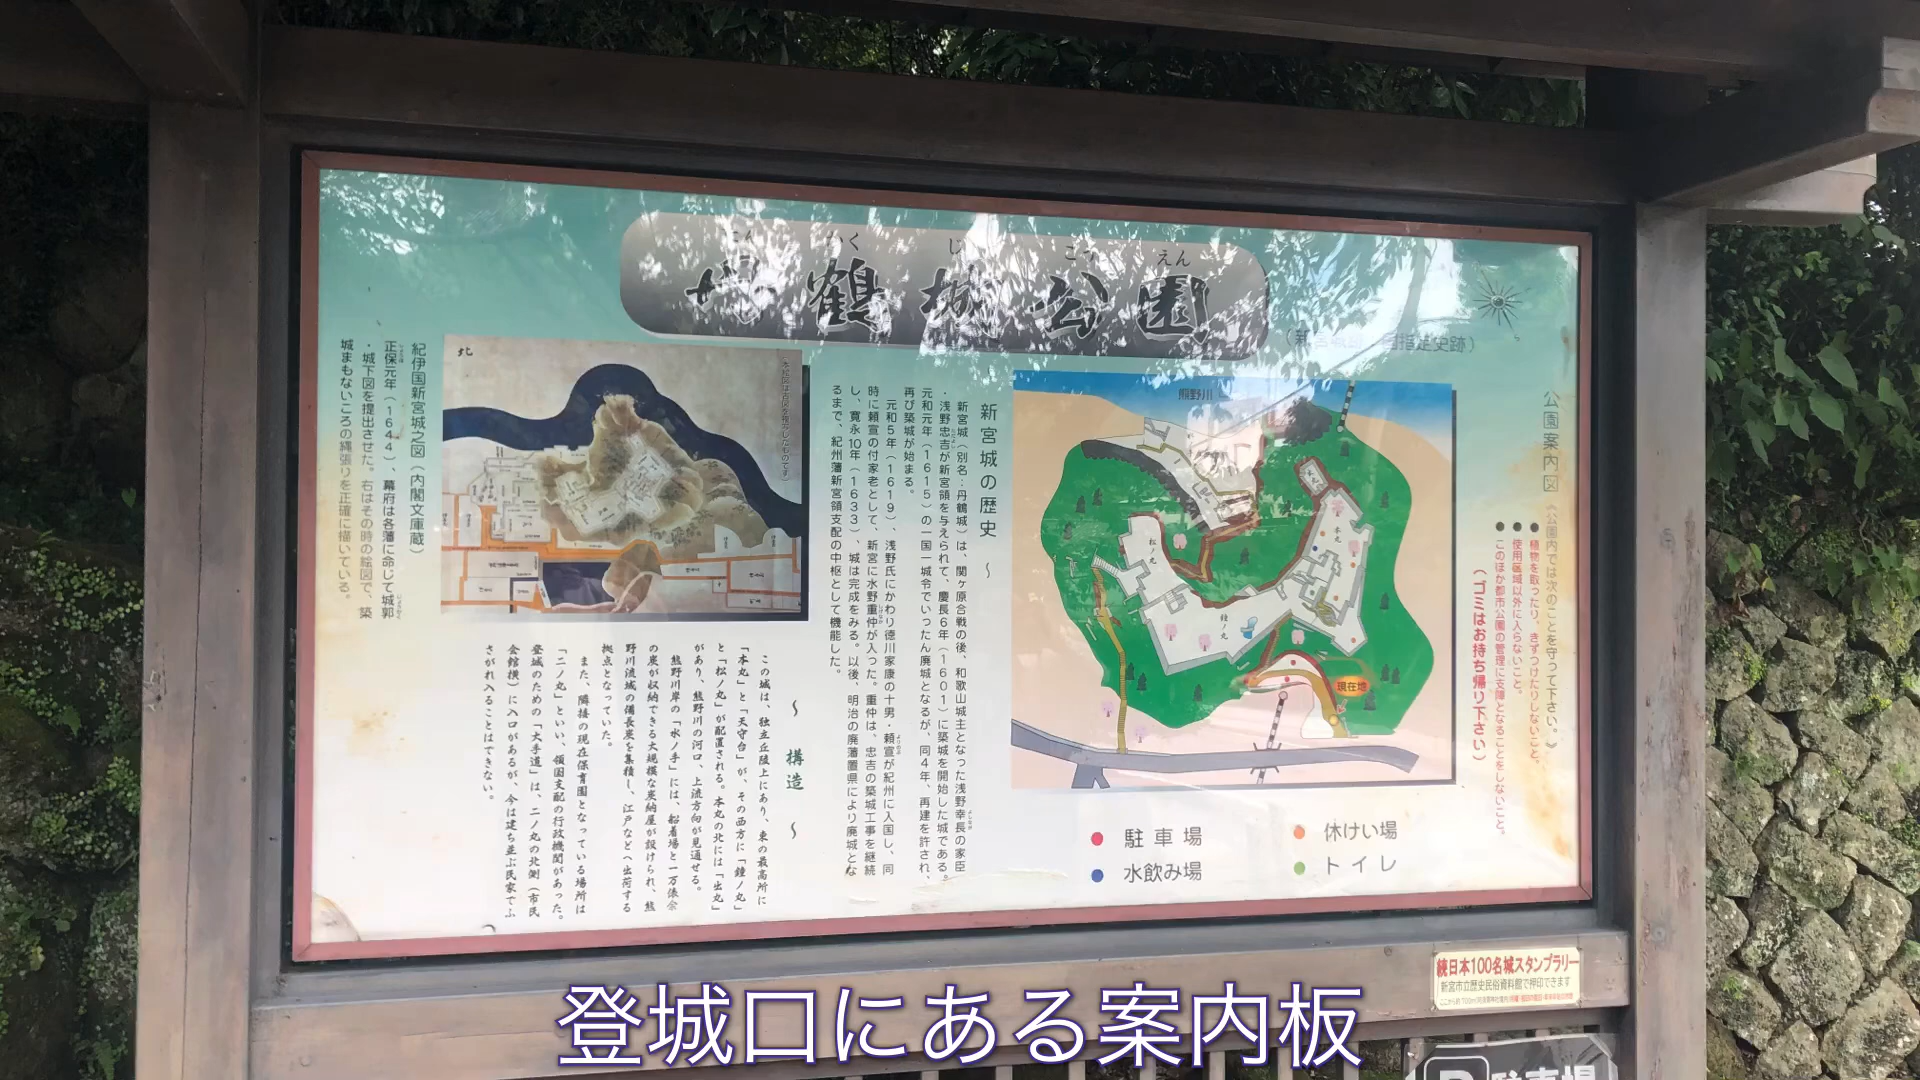 えん
鶴城公園
公園案内図
《公園内では次のことを守って下さい。》
●植物を取ったり、きずつけたりしないこと。
●使用区域以外に入らないこと。
●このほか都市公園の管理に支障となることをしないこと。
(ゴミはお持ち帰り下さい)
熊野川
天守台
本丸
松ノ丸
鐘ノ丸
現在地
●駐車場
●休けい場
●水飲み場
●トイレ
新宮城の歴史 ~
新宮城(別名:丹鶴城)は、関ヶ原合戦の後、和歌山城主となった浅野幸長の家臣
・浅野忠吉が新宮領を与えられて、慶長6年(1601)に築城を開始した城である。
元和元年(1615)の一国一城令でいったん廃城となるが、同4年、再建を許され、
再び築城が始まる。
元和5年(1619)、浅野氏にかわり徳川家康の十男・頼宣が紀州に入国し、同
時に頼宣の付家老として、新宮に水野重仲が入った。重仲は、忠吉の築城工事を継続
し、寛永10年(1633)、城は完成をみる。以後、明治の廃藩置県により廃城とな
るまで、紀州藩新宮領支配の中枢として機能した。
~ 構造 ~
この城は、独立丘陵上にあり、東の最高所に
「本丸」と「天守台」が、その西方に「鐘ノ丸」
と「松ノ丸」が配置される。本丸の北には「出丸」
があり、熊野川の河口、上流方向が見通せる。
熊野川岸の「水ノ手」には、船着場と一万俵余
の炭が収納できる大規模な炭納屋が設けられ、熊
野川流域の備長炭を集積し、江戸などへ出荷する
拠点となっていた。
また、隣接の現在保育園となっている場所は
「二ノ丸」といい、領国支配の行政機関があった。
登城のための「大手道」は、二ノ丸の北側(市民
会館横)に入口があるが、今は建ち並ぶ民家でふ
さがれ入ることはできない。
北
紀伊国新宮城之図(内閣文庫蔵)
正保元年(1644)、幕府は各藩に命じて城郭
・城下図を提出させた。右はその時の絵図で、築
城まもないころの縄張りを正確に描いている。
続日本100名城スタンプラリー
新宮市立歴史民俗資料館で押印できます
駐車場
登城口にある案内板